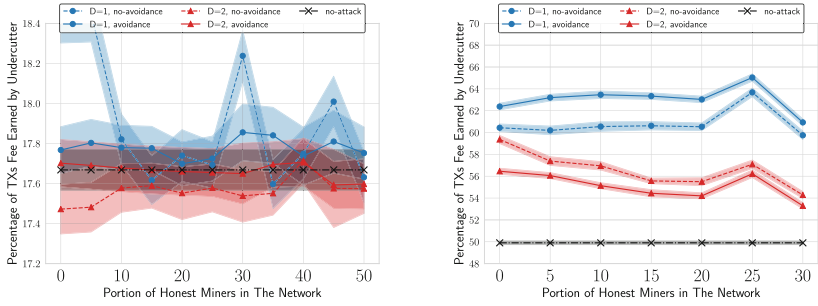 D=1, no-avoidance D=2, no-avoidance no-attack
D=1, avoidance D=2, avoidance
Percentage of TXs Fee Earned by Undercutter
18.4
18.2
18.0
17.8
17.6
17.4
17.2
0 10 20 30 40 50
Portion of Honest Miners in The Network
D=1, no-avoidance D=2, no-avoidance no-attack
D=1, avoidance D=2, avoidance
Percentage of TXs Fee Earned by Undercutter
70
68
66
64
62
60
58
56
54
52
50
48
0 5 10 15 20 25 30
Portion of Honest Miners in The Network